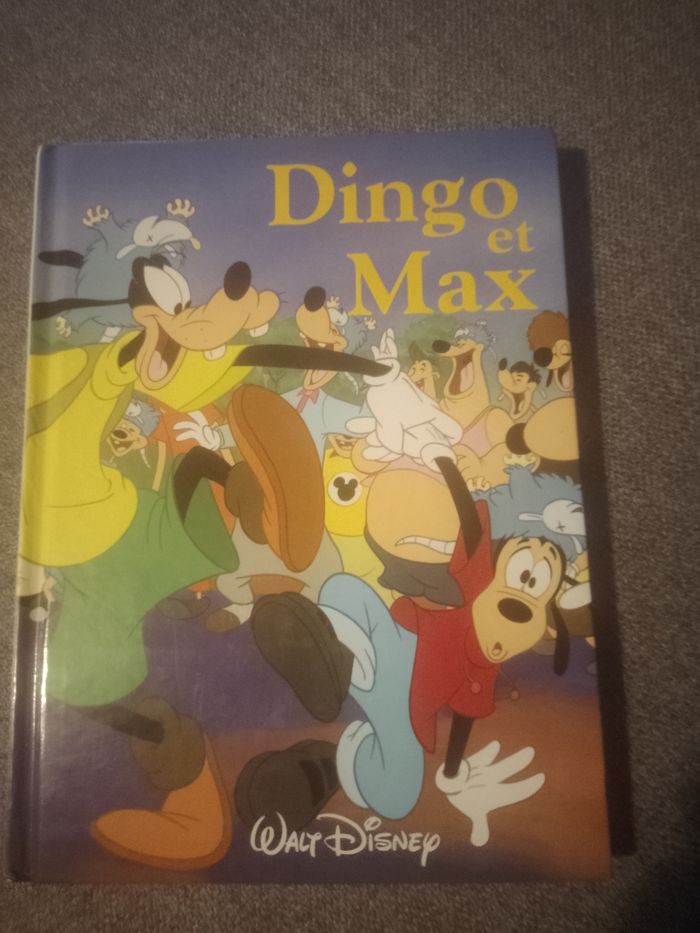 Dingo
et
Max
Walt Disney